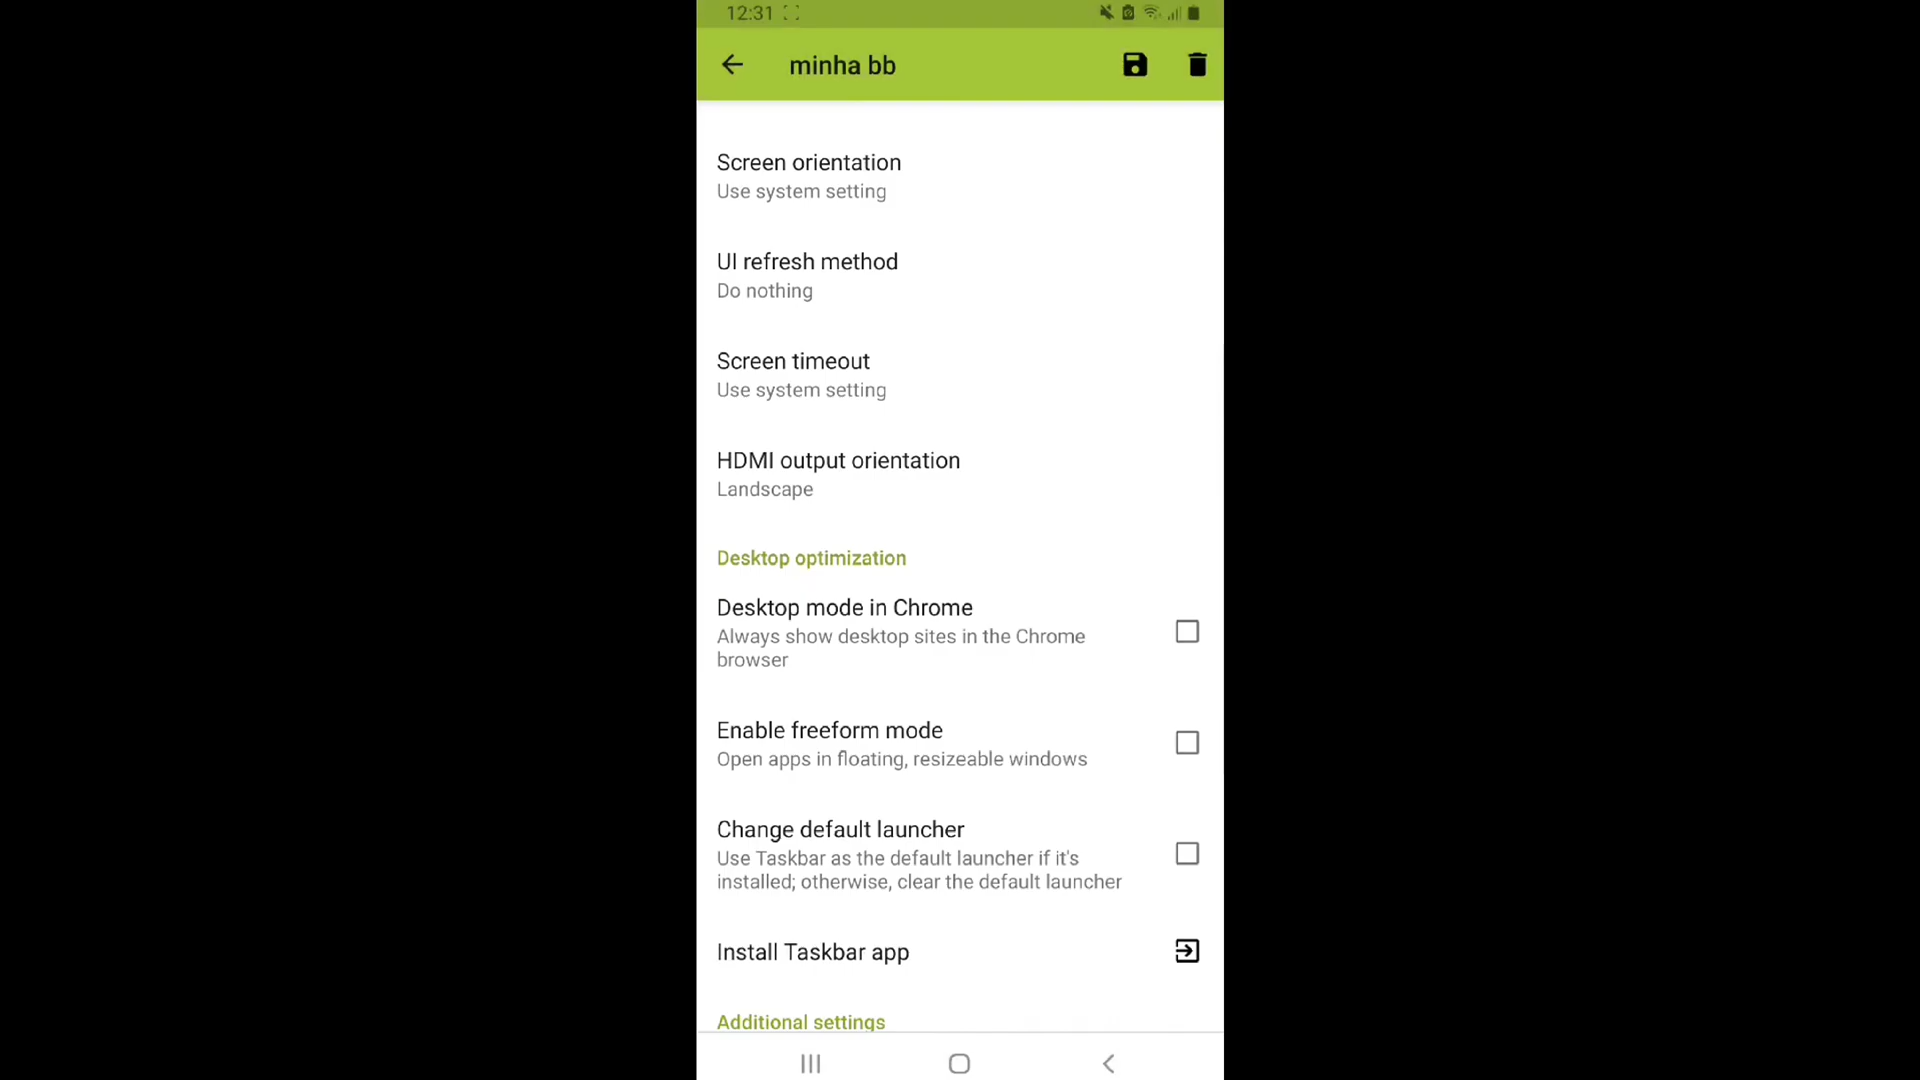 12:31
minha bb
Screen orientation
Use system setting
UI refresh method
Do nothing
Screen timeout
Use system setting
HDMI output orientation
Landscape
Desktop optimization
Desktop mode in Chrome
Always show desktop sites in the Chrome
browser
Enable freeform mode
Open apps in floating, resizeable windows
Change default launcher
Use Taskbar as the default launcher if it's
installed; otherwise, clear the default launcher
Install Taskbar app
Additional settings